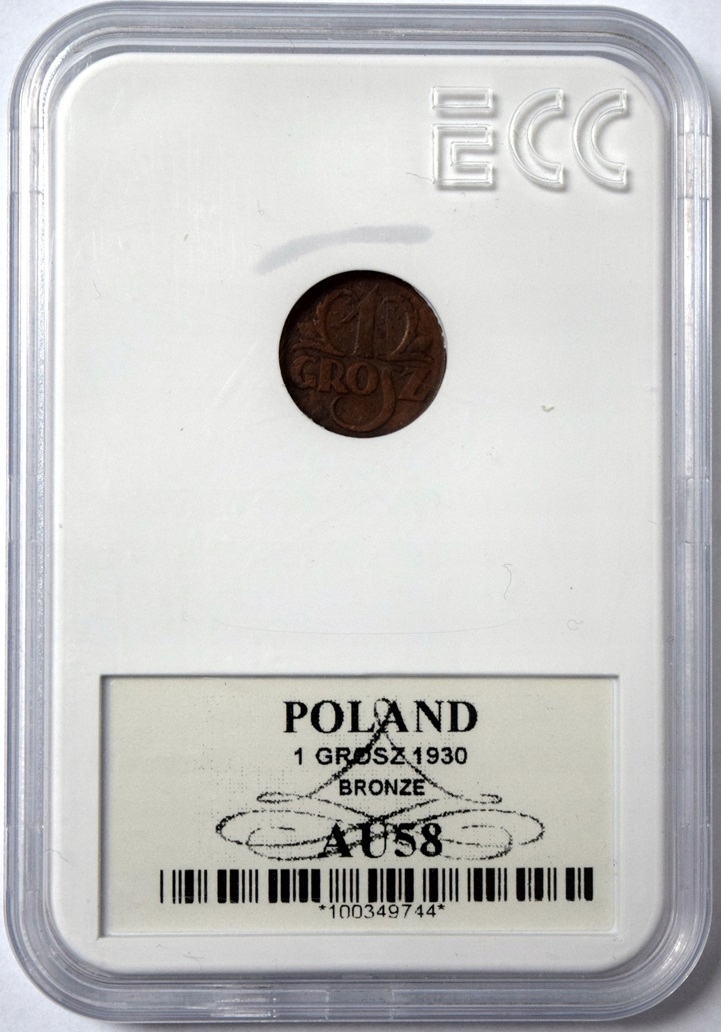 ECC
1
GROSZ
POLAND
1 GROSZ 1930
BRONZE
AU58
*100349744*